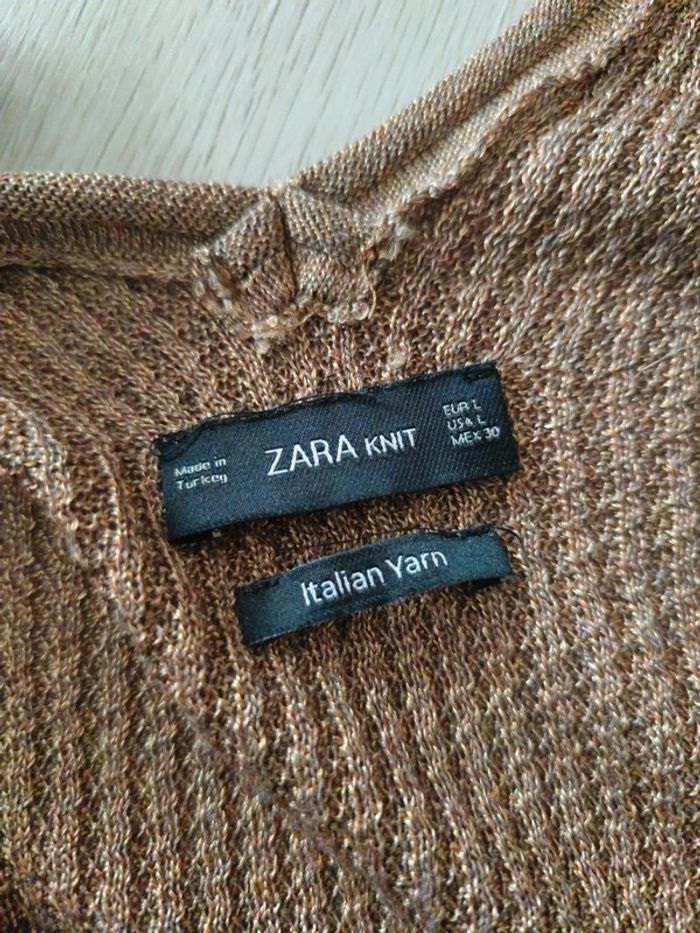 Made in
Turkey
ZARA KNIT
EUR L
USA L
MEX 30
Italian Yarn